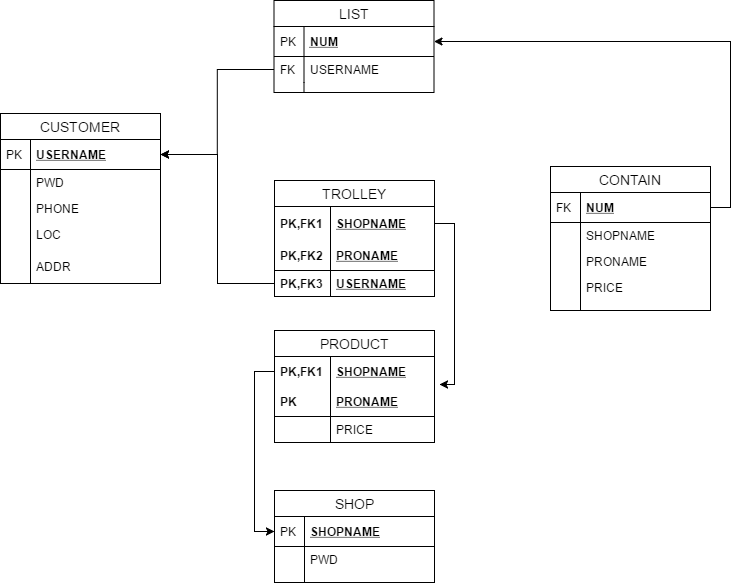 LIST
PK NUM
FK USERNAME
CUSTOMER
PK USERNAME
PWD
PHONE
LOC
ADDR
TROLLEY
PK,FK1 SHOPNAME
PK,FK2 PRONAME
PK,FK3 USERNAME
CONTAIN
FK NUM
SHOPNAME
PRONAME
PRICE
PRODUCT
PK,FK1 SHOPNAME
PK PRONAME
PRICE
SHOP
PK SHOPNAME
PWD